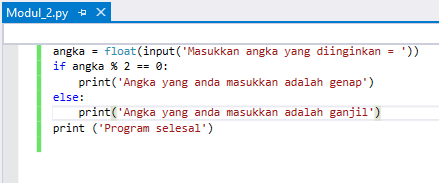 Modul_2.py
angka = float(input('Masukkan angka yang diinginkan = '))
if angka % 2 == 0:
    print('Angka yang anda masukkan adalah genap')
else:
    print('Angka yang anda masukkan adalah ganjil')
print ('Program selesal')